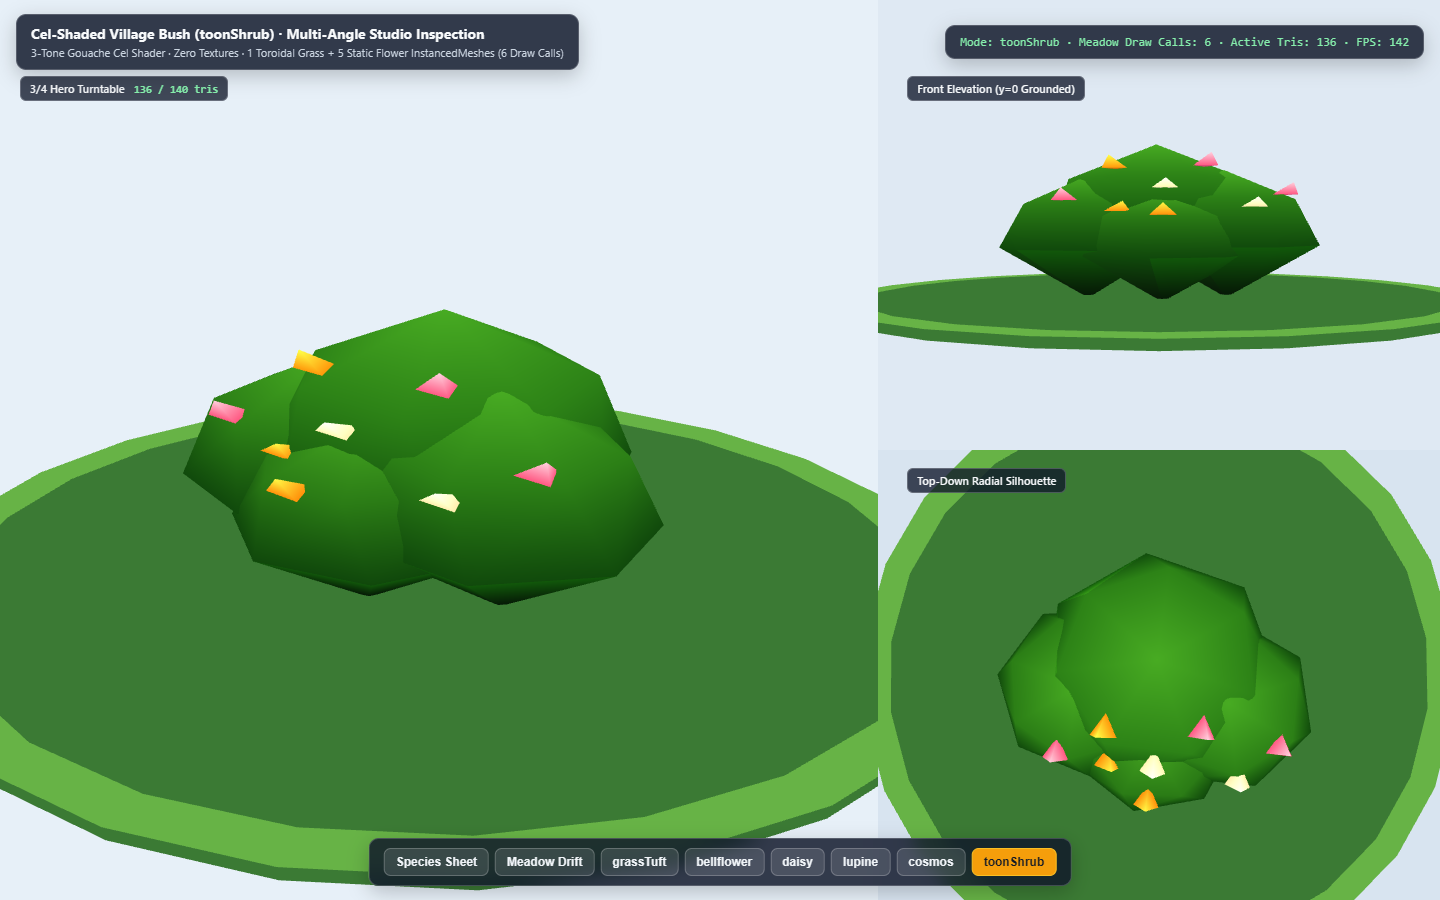 Cel-Shaded Village Bush (toonShrub) · Multi-Angle Studio Inspection
3-Tone Gouache Cel Shader · Zero Textures · 1 Toroidal Grass + 5 Static Flower InstancedMeshes (6 Draw Calls)
Mode: toonShrub · Meadow Draw Calls: 6 · Active Tris: 136 · FPS: 142
3/4 Hero Turntable 136 / 140 tris
Front Elevation (y=0 Grounded)
Top-Down Radial Silhouette
Species Sheet Meadow Drift grassTuft bellflower daisy lupine cosmos toonShrub